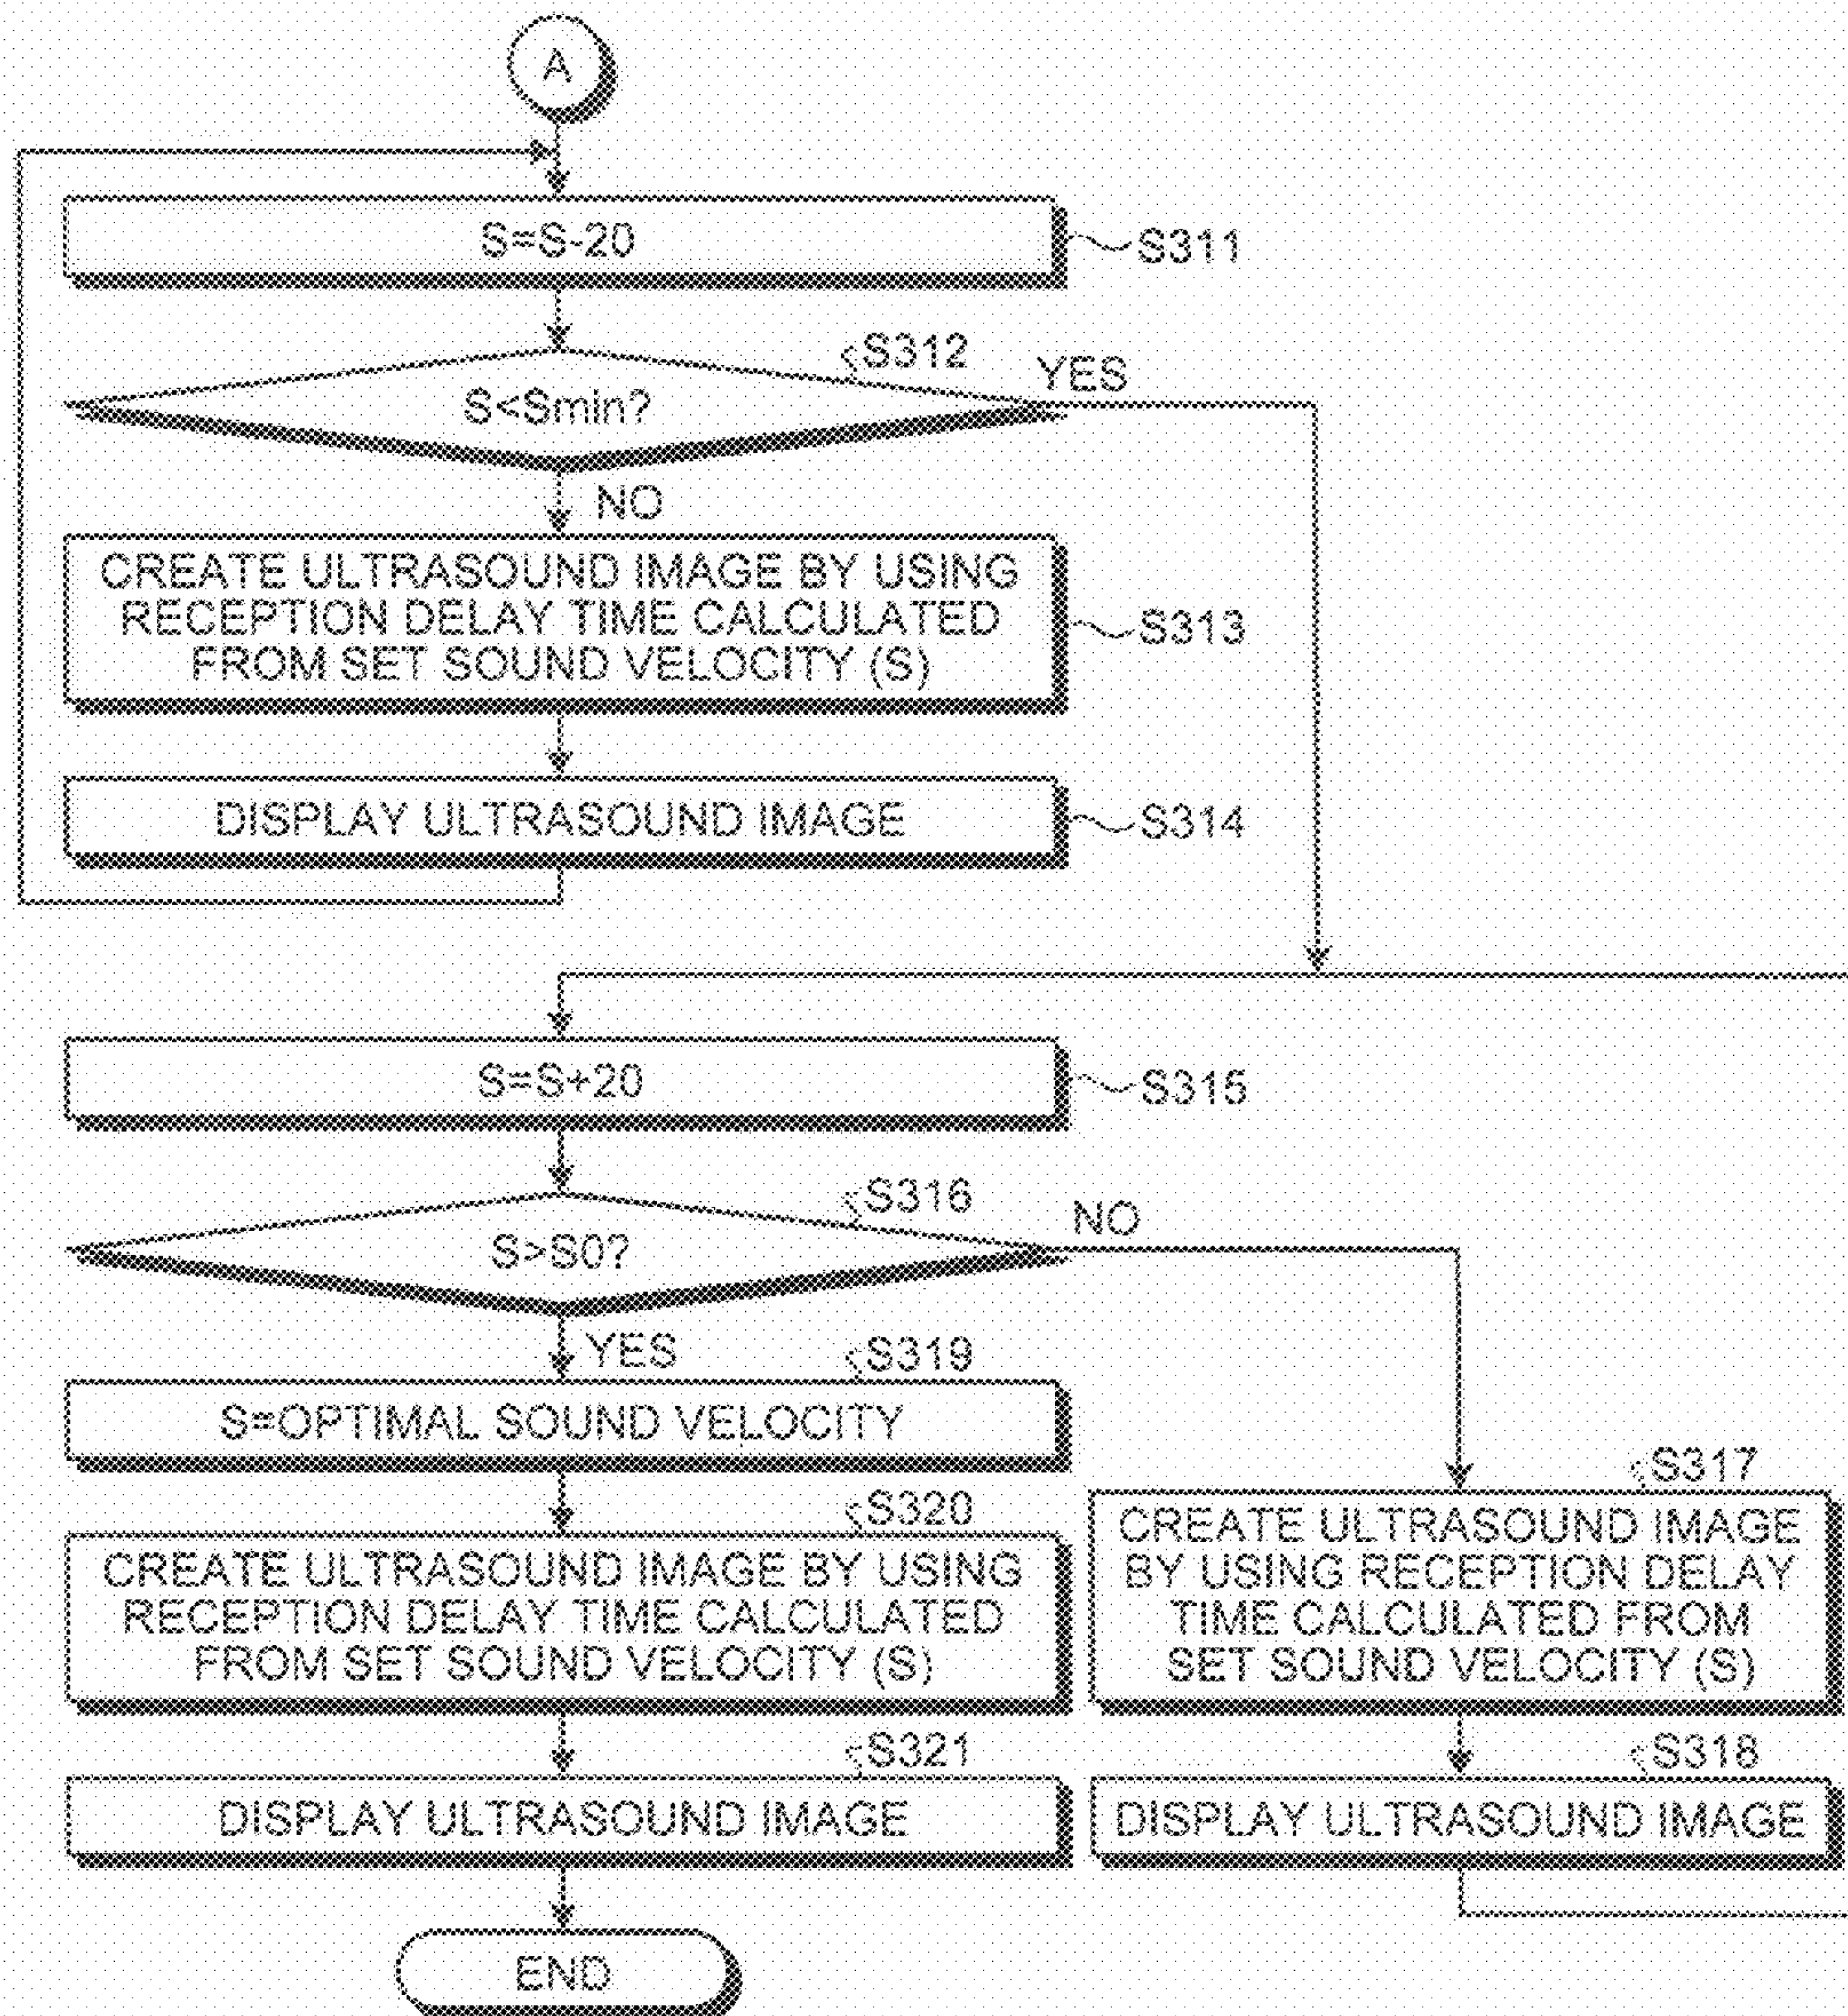 A
S=S-20
S311
S312
S<Smin?
YES
NO
CREATE ULTRASOUND IMAGE BY USING
RECEPTION DELAY TIME CALCULATED
FROM SET SOUND VELOCITY (S)
S313
DISPLAY ULTRASOUND IMAGE
S314
S=S+20
S315
S316
S>S0?
NO
YES
S319
S=OPTIMAL SOUND VELOCITY
S320
CREATE ULTRASOUND IMAGE BY USING
RECEPTION DELAY TIME CALCULATED
FROM SET SOUND VELOCITY (S)
S321
DISPLAY ULTRASOUND IMAGE
END
S317
CREATE ULTRASOUND IMAGE
BY USING RECEPTION DELAY
TIME CALCULATED FROM
SET SOUND VELOCITY (S)
S318
DISPLAY ULTRASOUND IMAGE